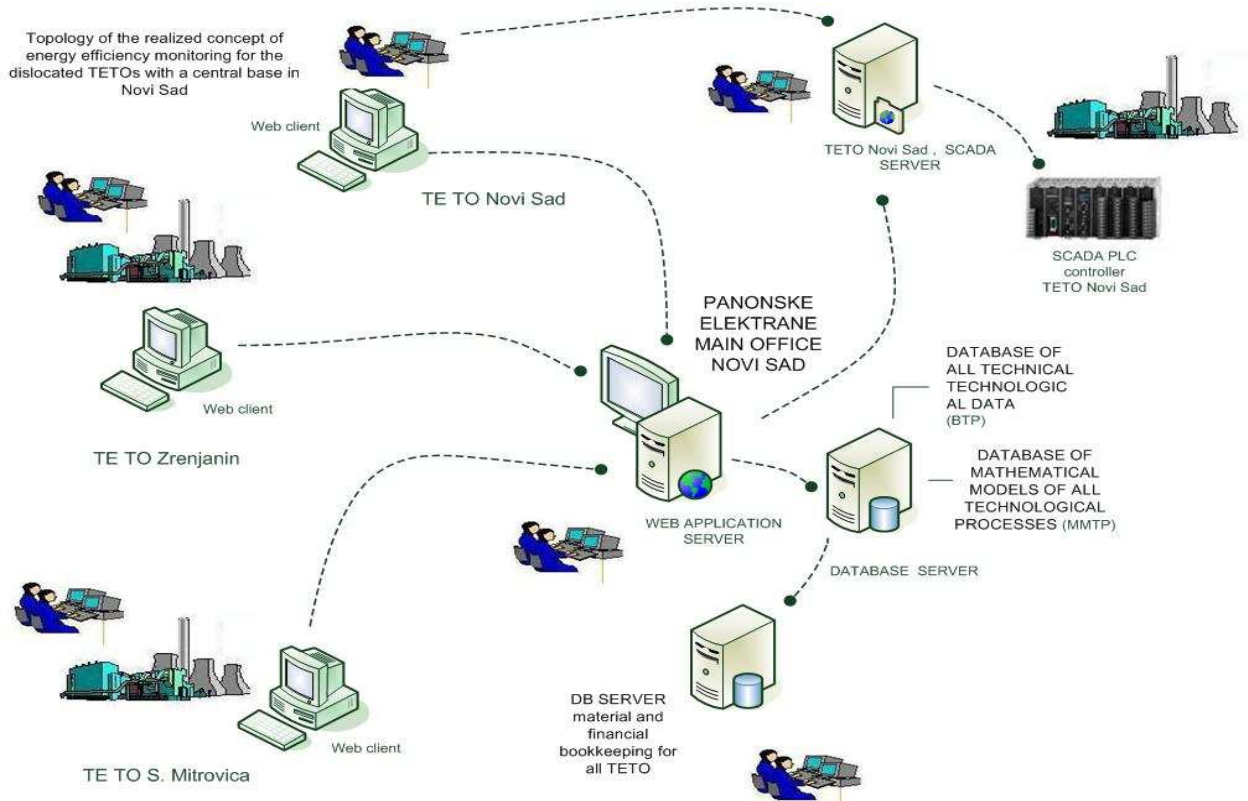 Topology of the realized concept of
energy efficiency monitoring for the
dislocated TETOs with a central base in
Novi Sad
Web client
TE TO Novi Sad
TETO Novi Sad , SCADA
SERVER
SCADA PLC
controller
TETO Novi Sad
Web client
TE TO Zrenjanin
PANONSKE
ELEKTRANE
MAIN OFFICE
NOVI SAD
DATABASE OF
ALL TECHNICAL
TECHNOLOGIC
AL DATA
(BTP)
DATABASE OF
MATHEMATICAL
MODELS OF ALL
TECHNOLOGICAL
PROCESSES (MMTP)
WEB APPLICATION
SERVER
DATABASE SERVER
Web client
TE TO S. Mitrovica
DB SERVER
material and
financial
bookkeeping for
all TETO